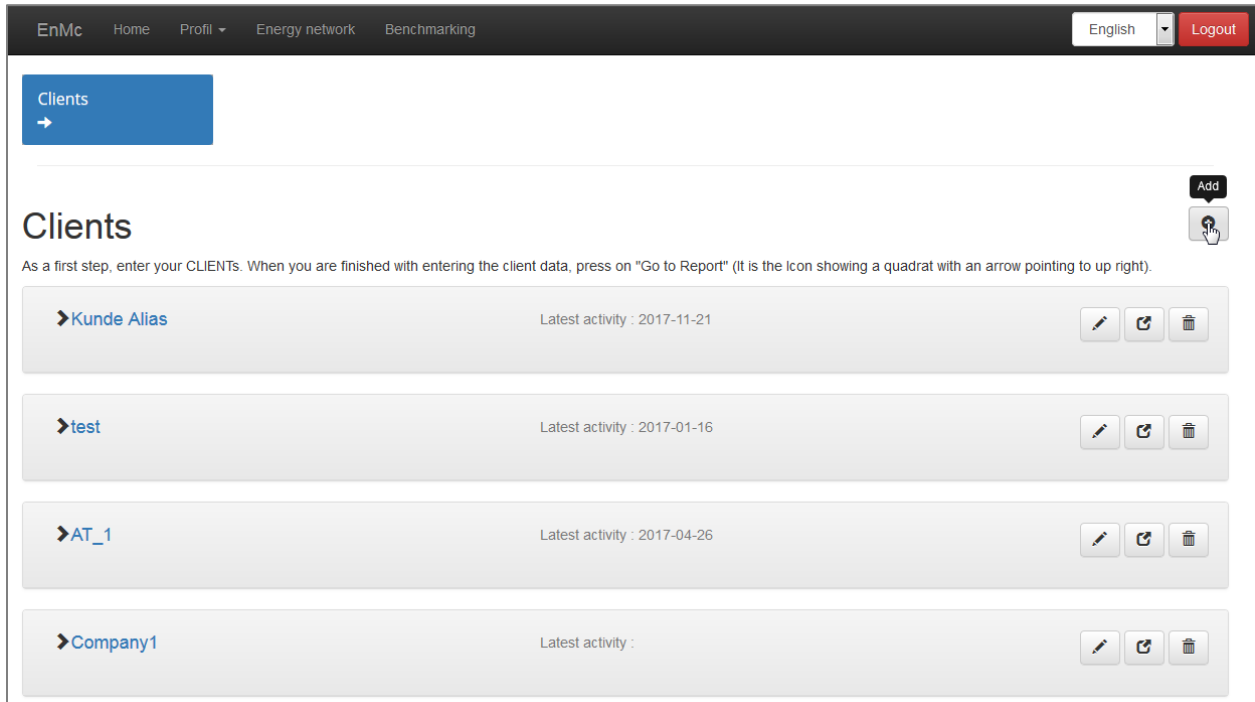 EnMc Home Profil Energy network Benchmarking English Logout
Clients
Add
Clients
As a first step, enter your CLIENTs. When you are finished with entering the client data, press on "Go to Report" (It is the Icon showing a quadrat with an arrow pointing to up right).
Kunde Alias Latest activity : 2017-11-21
test Latest activity : 2017-01-16
AT_1 Latest activity : 2017-04-26
Company1 Latest activity :